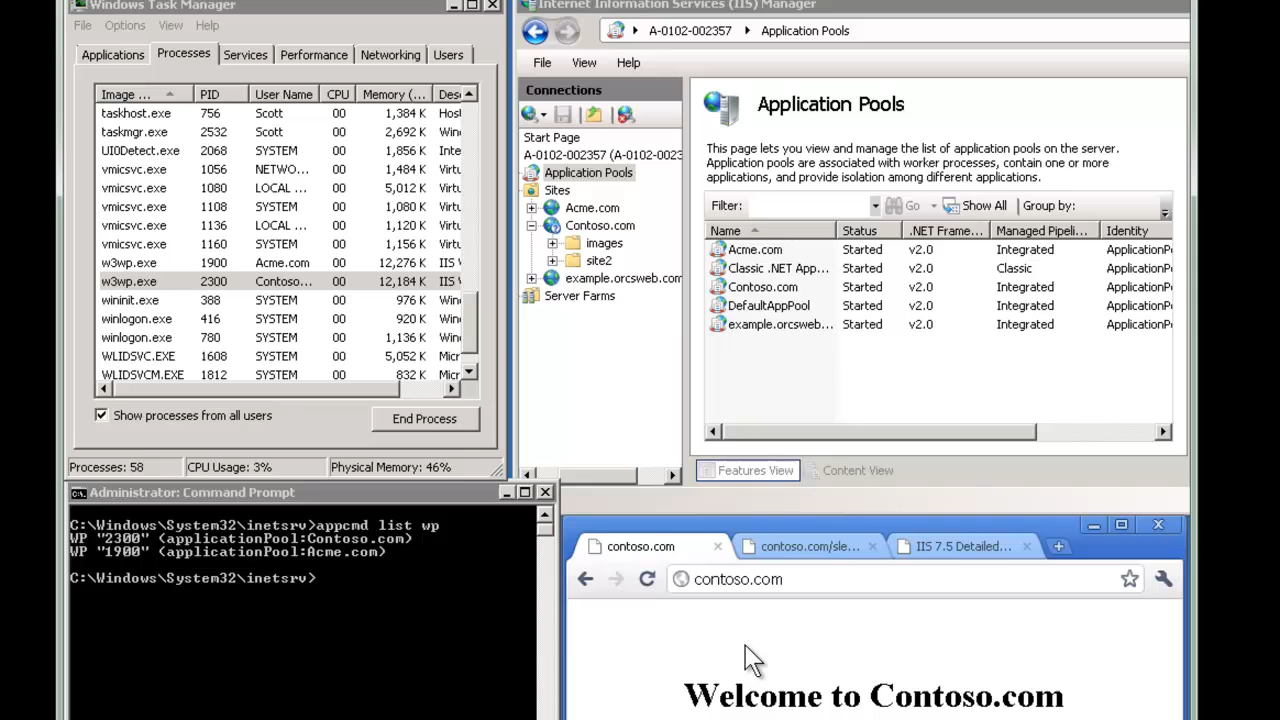 Windows Task Manager
File Options View Help
Applications Processes Services Performance Networking Users
Image ... PID User Name CPU Memory (... Des
taskhost.exe 756 Scott 00 1,384 K Host
taskmgr.exe 2532 Scott 00 2,692 K Wind
UI0Detect.exe 2068 SYSTEM 00 1,856 K Inte
vmicsvc.exe 1056 NETWO... 00 1,484 K Virtu
vmicsvc.exe 1080 LOCAL ... 00 5,012 K Virtu
vmicsvc.exe 1108 SYSTEM 00 1,080 K Virtu
vmicsvc.exe 1136 LOCAL ... 00 1,120 K Virtu
vmicsvc.exe 1160 SYSTEM 00 1,156 K Virtu
w3wp.exe 1900 Acme.com 00 12,276 K IIS
w3wp.exe 2300 Contoso... 00 12,184 K IIS
wininit.exe 388 SYSTEM 00 976 K Wind
winlogon.exe 416 SYSTEM 00 920 K Wind
winlogon.exe 780 SYSTEM 00 1,136 K Wind
WLIDSVC.EXE 1608 SYSTEM 00 5,052 K Micr
WLIDSVCM.EXE 1812 SYSTEM 00 832 K Micr
Show processes from all users End Process
Processes: 58 CPU Usage: 3% Physical Memory: 46%
Internet Information Services (IIS) Manager
A-0102-002357 Application Pools
File View Help
Connections
Start Page
A-0102-002357 (A-0102-0023
Application Pools
Sites
Acme.com
Contoso.com
images
site2
example.orcsweb.com
Server Farms
Application Pools
This page lets you view and manage the list of application pools on the server.
Application pools are associated with worker processes, contain one or more
applications, and provide isolation among different applications.
Filter: Go Show All Group by:
Name Status .NET Frame... Managed Pipeli... Identity
Acme.com Started v2.0 Integrated ApplicationPo
Classic .NET App... Started v2.0 Classic ApplicationPo
Contoso.com Started v2.0 Integrated ApplicationPo
DefaultAppPool Started v2.0 Integrated ApplicationPo
example.orcsweb... Started v2.0 Integrated ApplicationPo
Features View Content View
Administrator: Command Prompt
C:\Windows\System32\inetsrv>appcmd list wp
WP "2300" (applicationPool:Contoso.com)
WP "1900" (applicationPool:Acme.com)
C:\Windows\System32\inetsrv>
contoso.com contoso.com/sle... IIS 7.5 Detailed...
contoso.com
Welcome to Contoso.com